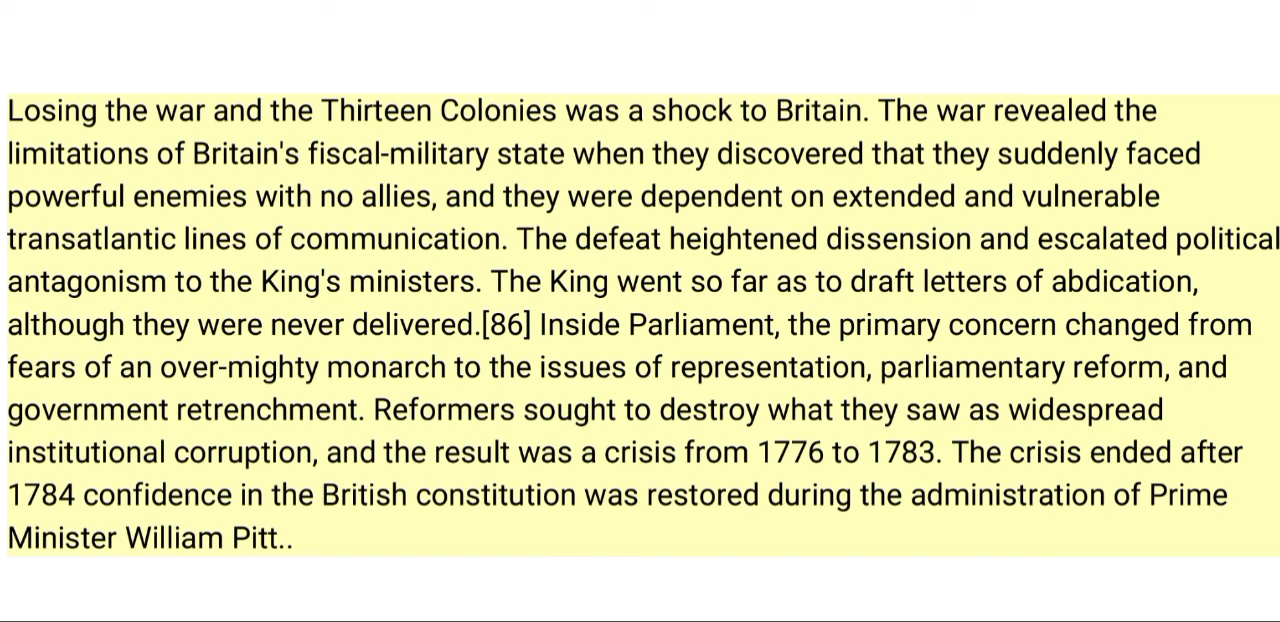 Losing the war and the Thirteen Colonies was a shock to Britain. The war revealed the
limitations of Britain's fiscal-military state when they discovered that they suddenly faced
powerful enemies with no allies, and they were dependent on extended and vulnerable
transatlantic lines of communication. The defeat heightened dissension and escalated political
antagonism to the King's ministers. The King went so far as to draft letters of abdication,
although they were never delivered.[86] Inside Parliament, the primary concern changed from
fears of an over-mighty monarch to the issues of representation, parliamentary reform, and
government retrenchment. Reformers sought to destroy what they saw as widespread
institutional corruption, and the result was a crisis from 1776 to 1783. The crisis ended after
1784 confidence in the British constitution was restored during the administration of Prime
Minister William Pitt..